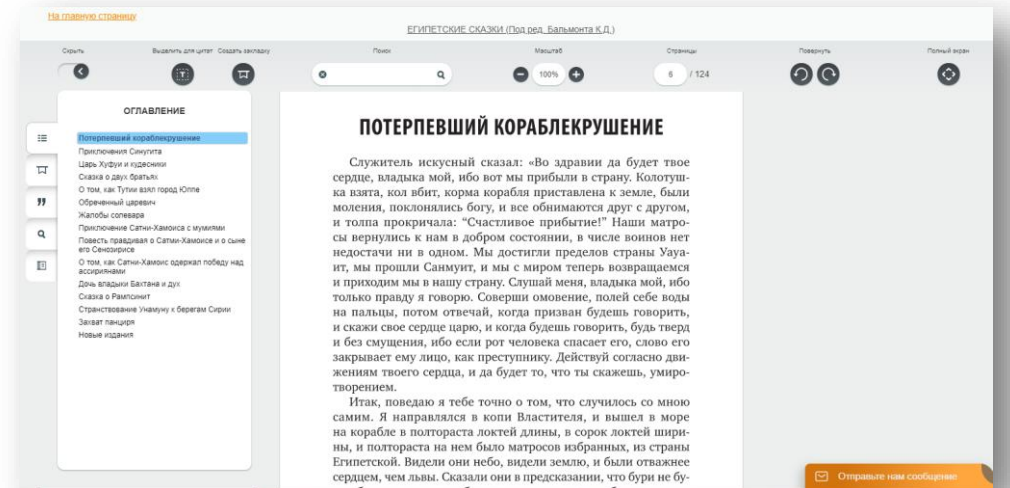 На главную страницу
ЕГИПЕТСКИЕ СКАЗКИ (Под ред. Бальмонта К.Д.)
Скрыть
Выделить для цитат
Создать закладку
Поиск
Масштаб
Страницы
Повернуть
Полный экран
100%
6 / 124
ОГЛАВЛЕНИЕ
Потерпевший кораблекрушение
Приключения Синугита
Царь Хуфуи и кудесники
Сказка о двух братьях
О том, как Тутии взял город Юппе
Обреченный царевич
Жалобы солевара
Приключение Сатни-Хамоиса с мумиями
Повесть правдивая о Сатми-Хамоисе и о сыне
его Сенозирисе
О том, как Сатни-Хамоис одержал победу над
ассириянами
Дочь владыки Бахтана и дух
Сказка о Рампсинит
Странствование Унамуну к берегам Сирии
Захват панциря
Новые издания
ПОТЕРПЕВШИЙ КОРАБЛЕКРУШЕНИЕ
Служитель искусный сказал: «Во здравии да будет твое
сердце, владыка мой, ибо вот мы прибыли в страну. Колотуш-
ка взята, кол вбит, корма корабля приставлена к земле, были
моления, поклонялись богу, и все обнимаются друг с другом,
и толпа прокричала: “Счастливое прибытие!” Наши матро-
сы вернулись к нам в добром состоянии, в числе воинов нет
недостачи ни в одном. Мы достигли пределов страны Уауа-
ит, мы прошли Санмуит, и мы с миром теперь возвращаемся
и приходим мы в нашу страну. Слушай меня, владыка мой, ибо
только правду я говорю. Соверши омовение, полей себе воды
на пальцы, потом отвечай, когда призван будешь говорить,
и скажи свое сердце царю, и когда будешь говорить, будь тверд
и без смущения, ибо если рот человека спасает его, слово его
закрывает ему лицо, как преступнику. Действуй согласно дви-
жениям твоего сердца, и да будет то, что ты скажешь, умиро-
творением.
Итак, поведаю я тебе точно о том, что случилось со мною
самим. Я направлялся в копи Властителя, и вышел в море
на корабле в полтораста локтей длины, в сорок локтей шири-
ны, и полтораста на нем было матросов избранных, из страны
Египетской. Видели они небо, видели землю, и были отважнее
сердцем, чем львы. Сказали они в предсказании, что бури не бу-
Отправьте нам сообщение